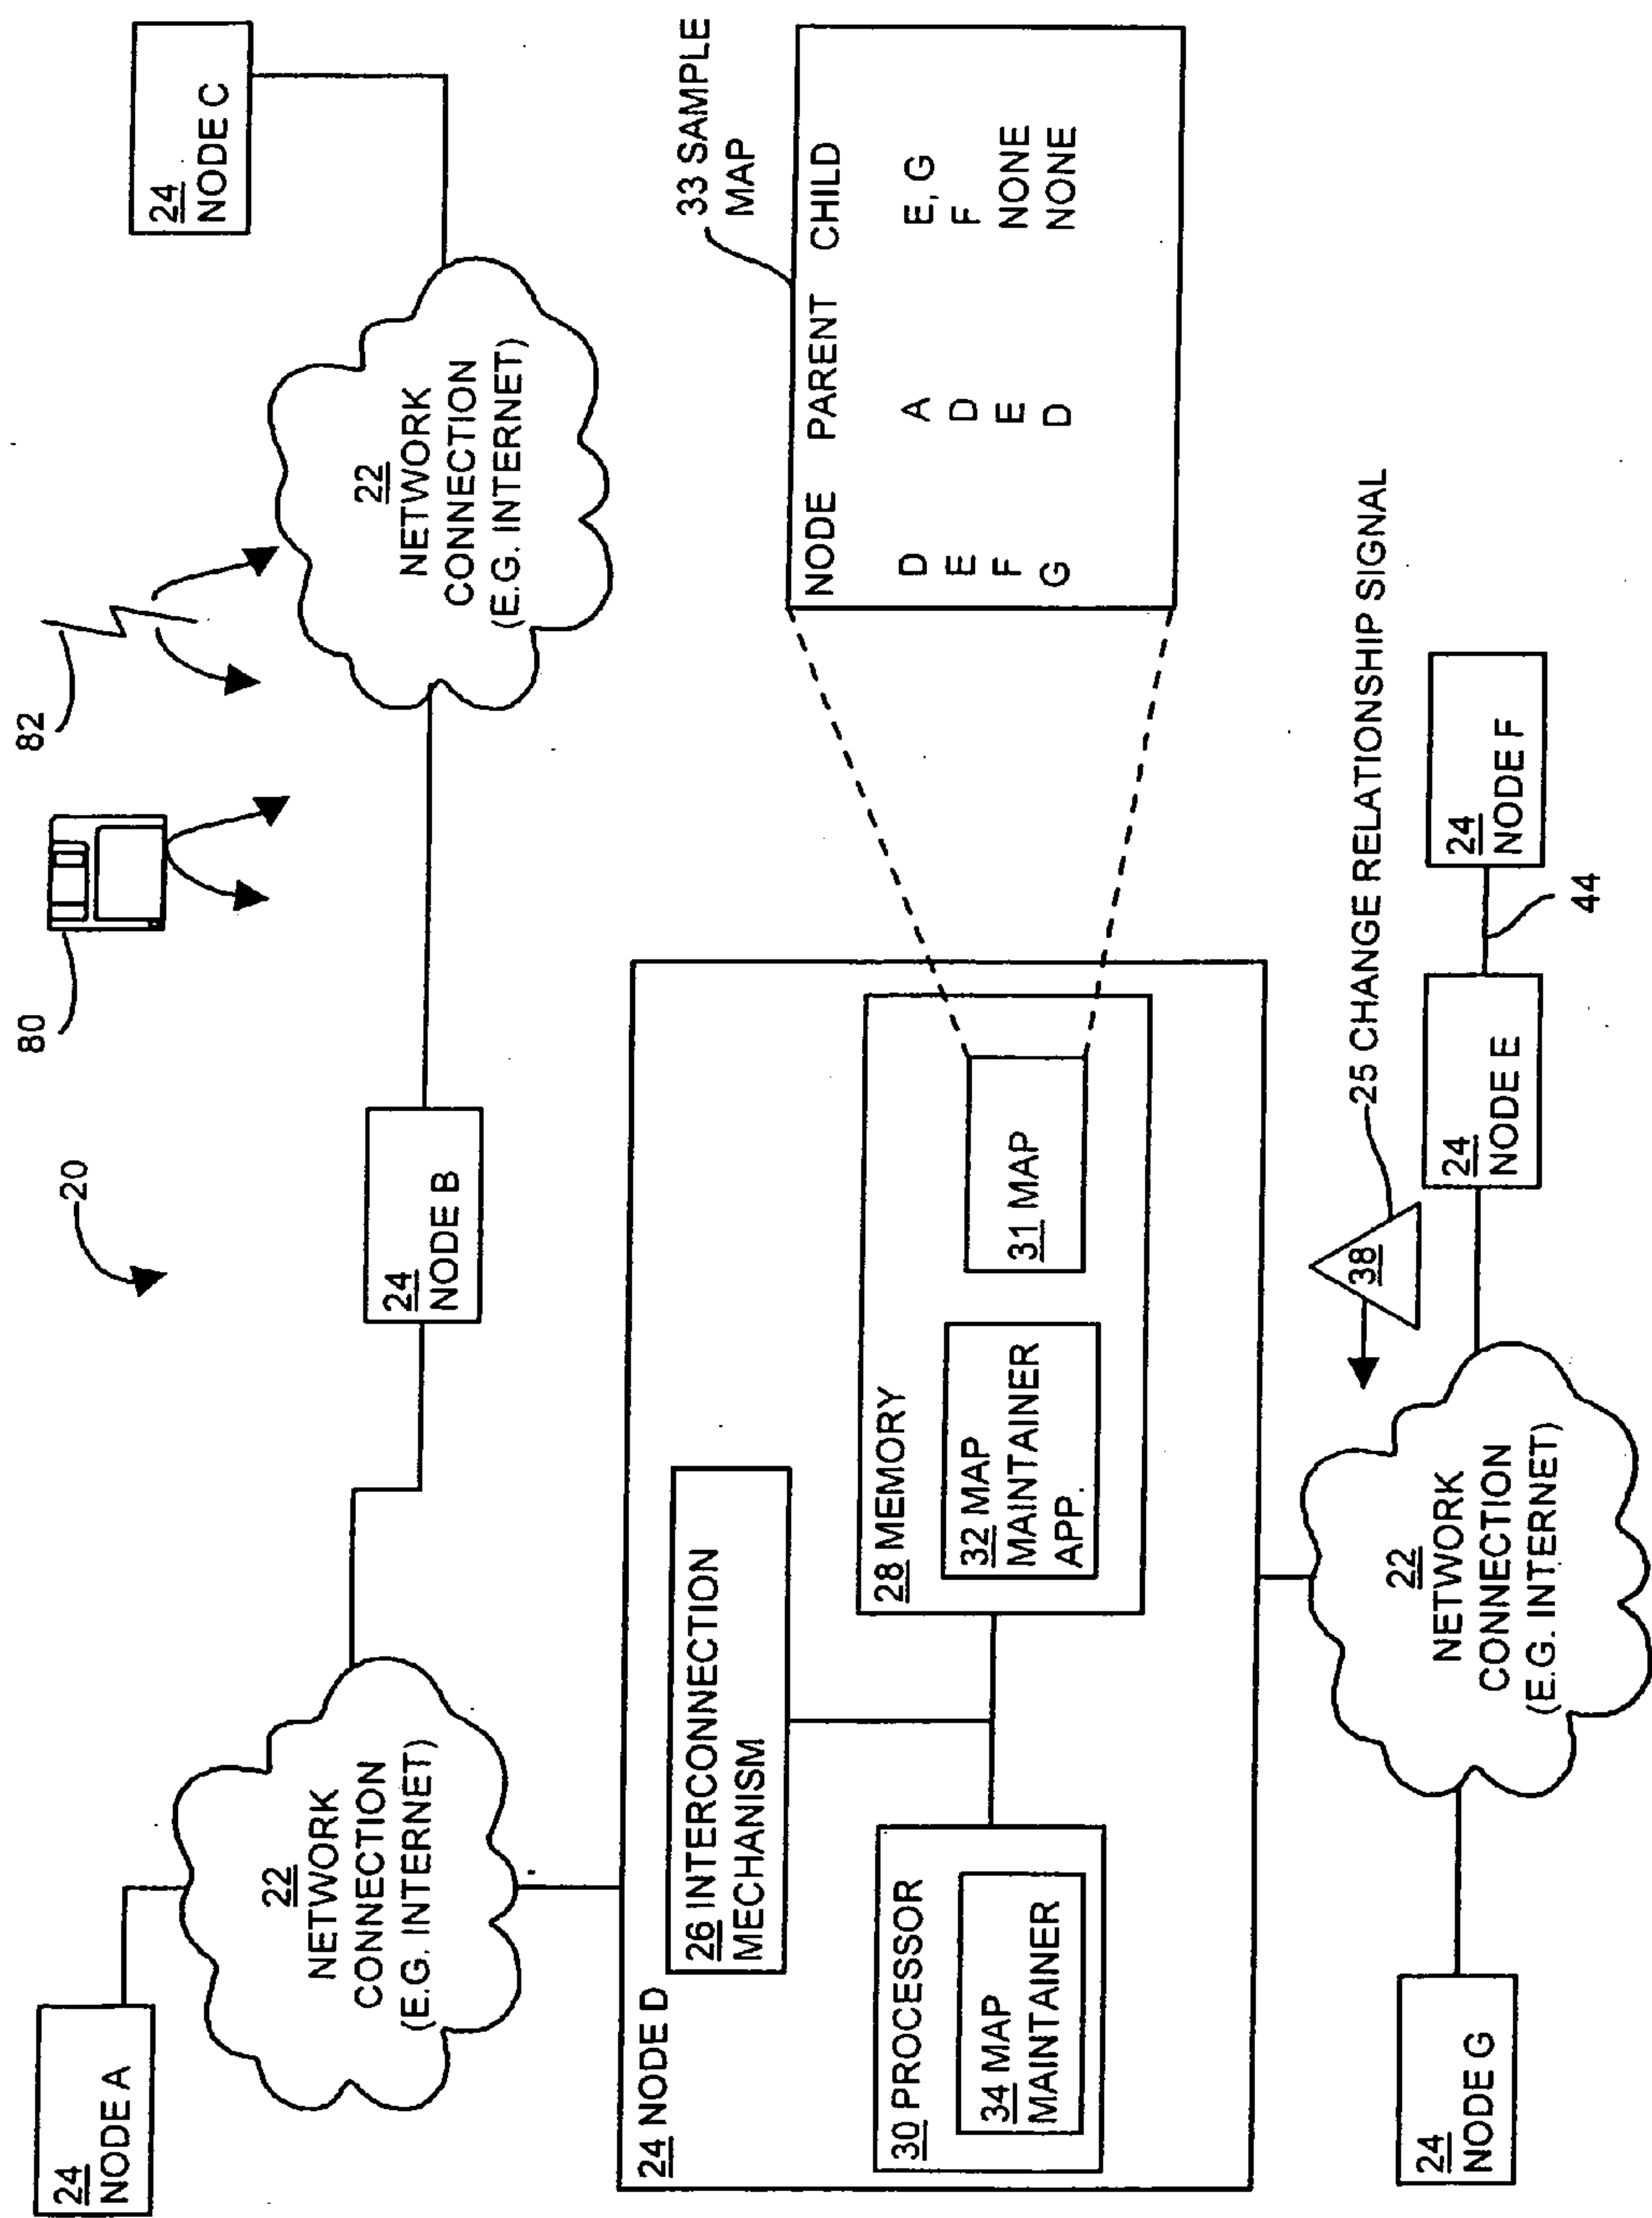 20
80
82
24
NODE A
22
NETWORK
CONNECTION
(E.G. INTERNET)
24
NODE B
22
NETWORK
CONNECTION
(E.G. INTERNET)
24
NODE C
24 NODE D
26 INTERCONNECTION
MECHANISM
30 PROCESSOR
34 MAP
MAINTAINER
28 MEMORY
32 MAP
MAINTAINER
APP.
31 MAP
33 SAMPLE
MAP
NODE PARENT CHILD
D A E, G
E D F
F E NONE
G D NONE
24
NODE G
22
NETWORK
CONNECTION
(E.G. INTERNET)
38
25 CHANGE RELATIONSHIP SIGNAL
24
NODE E
44
24
NODE F